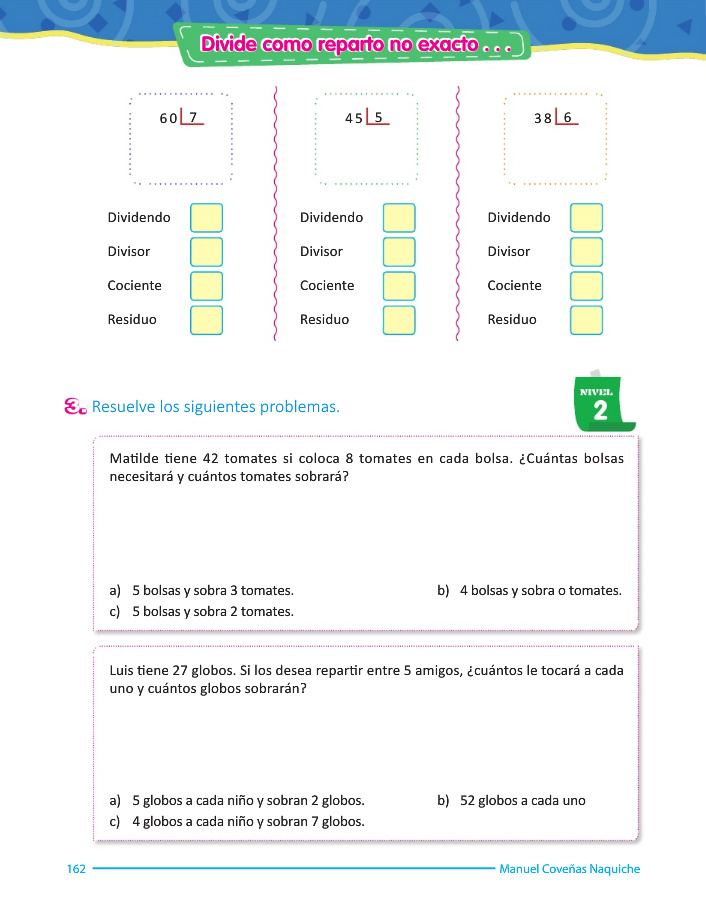 Divide como reparto no exacto . . .
60 7
45 5
38 6
Dividendo
Dividendo
Dividendo
Divisor
Divisor
Divisor
Cociente
Cociente
Cociente
Residuo
Residuo
Residuo
3. Resuelve los siguientes problemas.
NIVEL
2
Matilde tiene 42 tomates si coloca 8 tomates en cada bolsa. ¿Cuántas bolsas
necesitará y cuántos tomates sobrará?
a) 5 bolsas y sobra 3 tomates.
b) 4 bolsas y sobra o tomates.
c) 5 bolsas y sobra 2 tomates.
Luis tiene 27 globos. Si los desea repartir entre 5 amigos, ¿cuántos le tocará a cada
uno y cuántos globos sobrarán?
a) 5 globos a cada niño y sobran 2 globos.
b) 52 globos a cada uno
c) 4 globos a cada niño y sobran 7 globos.
162
Manuel Coveñas Naquiche